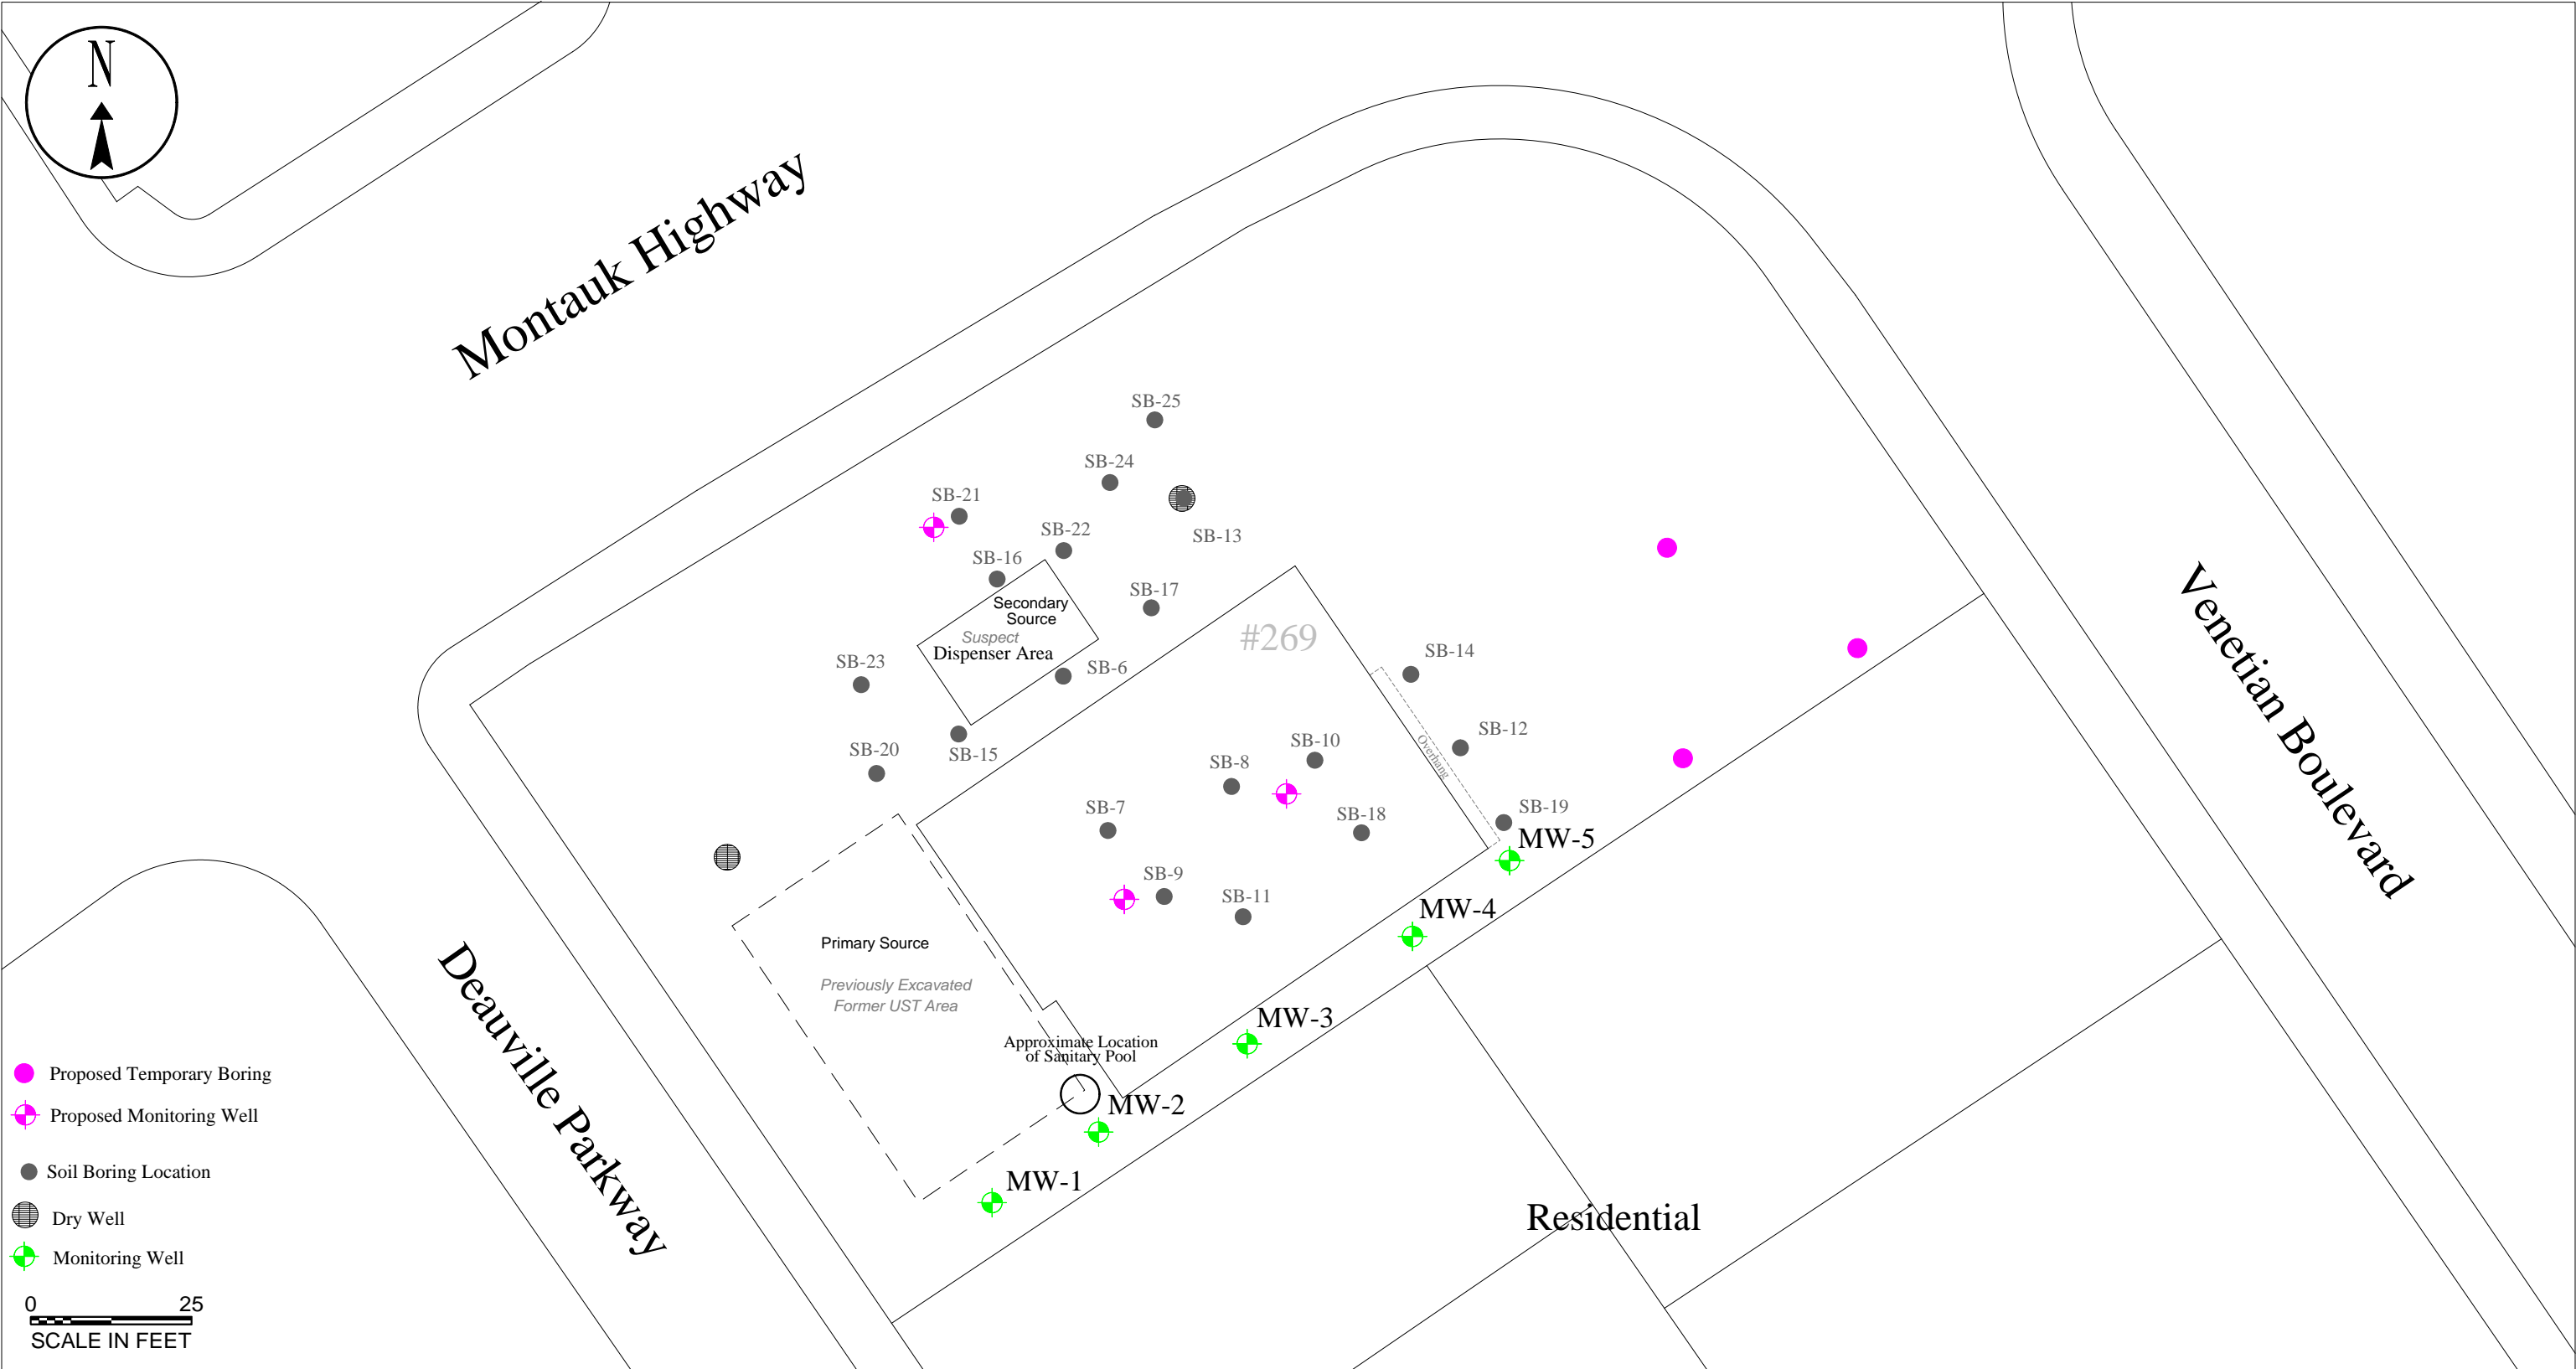 N
Montauk Highway
SB-25
SB-24
SB-21
SB-22
SB-13
SB-16
SB-17
Secondary
Source
Suspect
Dispenser Area
#269
SB-14
SB-23
SB-6
SB-12
SB-20
SB-15
SB-10
SB-8
Overhang
SB-7
SB-18
SB-19
MW-5
SB-9
SB-11
MW-4
Primary Source
Previously Excavated
Former UST Area
MW-3
Approximate Location
of Sanitary Pool
MW-2
MW-1
Residential
Venetian Boulevard
Deauville Parkway
Proposed Temporary Boring
Proposed Monitoring Well
Soil Boring Location
Dry Well
Monitoring Well
0 25
SCALE IN FEET